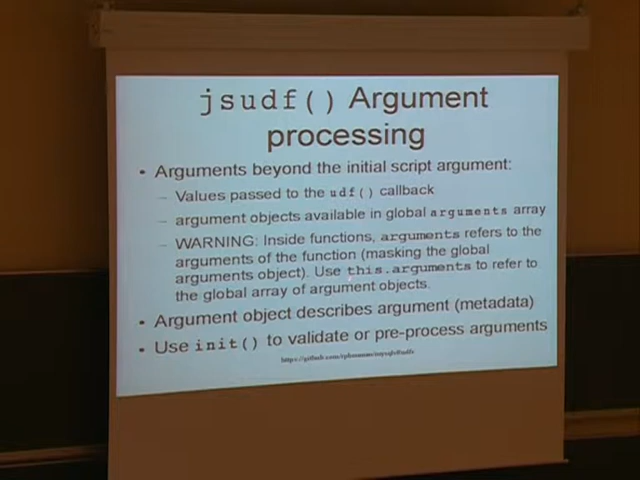 jsudf() Argument
processing
• Arguments beyond the initial script argument:
– Values passed to the udf() callback
– argument objects available in global arguments array
– WARNING: Inside functions, arguments refers to the
arguments of the function (masking the global
arguments object). Use this.arguments to refer to
the global array of argument objects.
• Argument object describes argument (metadata)
• Use init() to validate or pre-process arguments